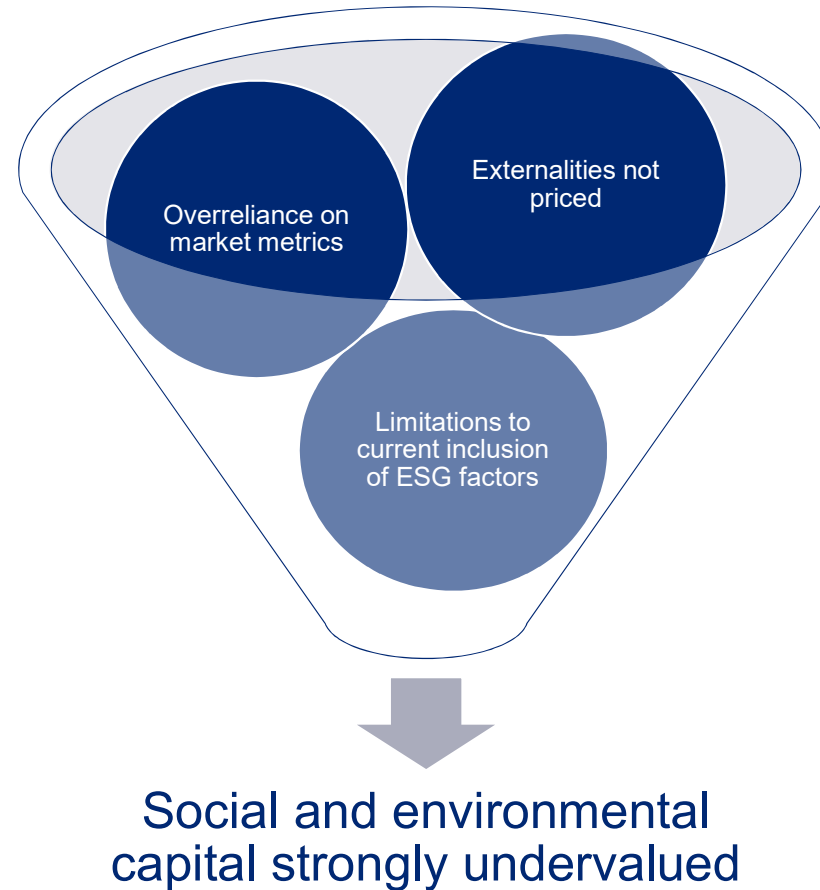 Overreliance on
market metrics
Externalities not
priced
Limitations to
current inclusion
of ESG factors
Social and environmental
capital strongly undervalued